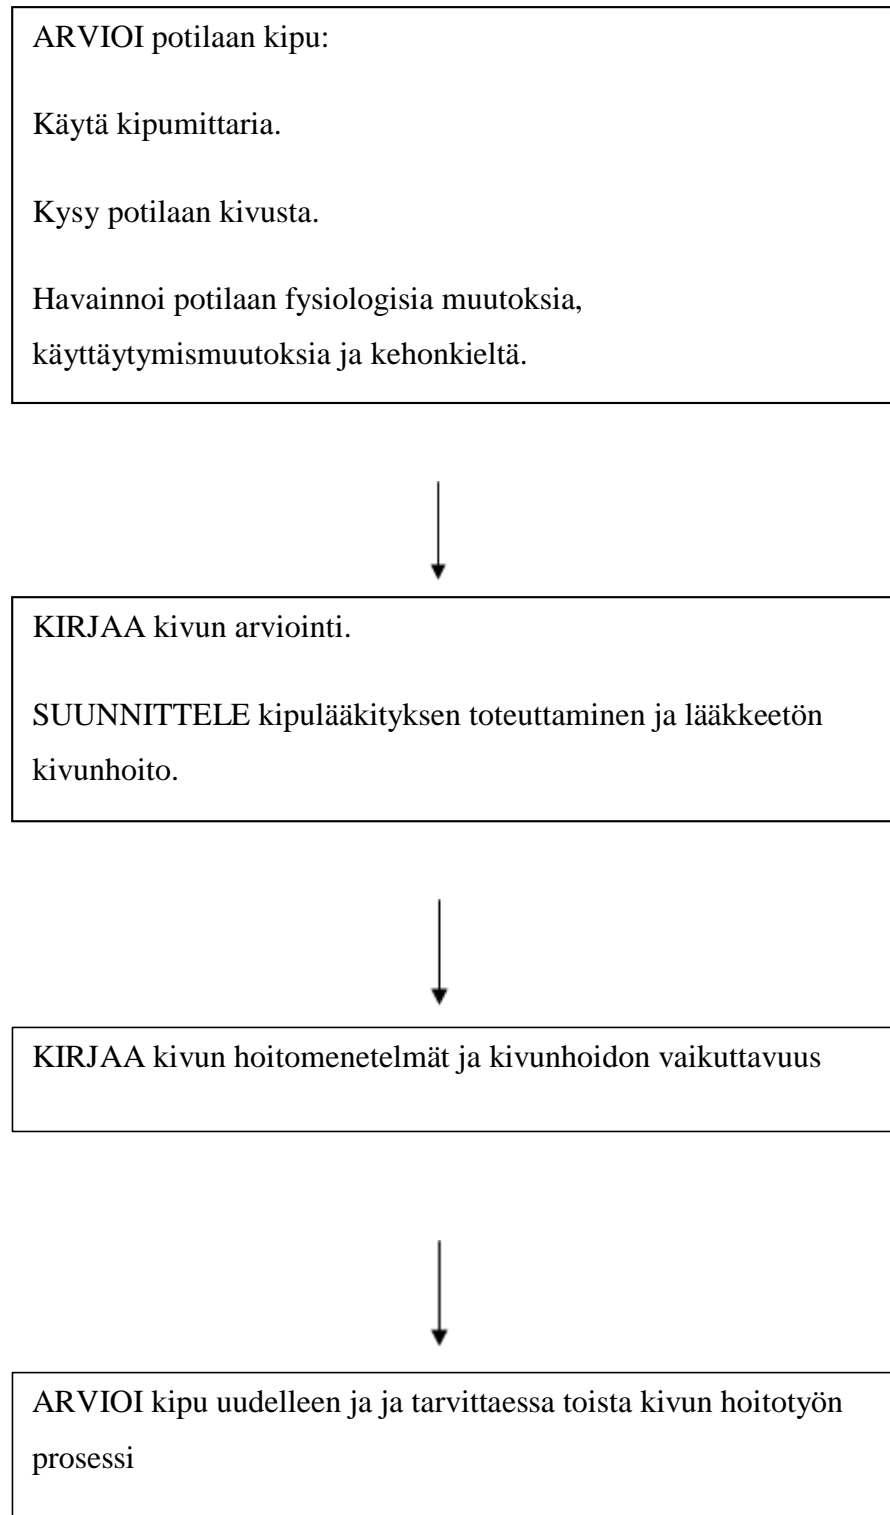 ARVIOI potilaan kipu:
Käytä kipumittaria.
Kysy potilaan kivusta.
Havainnoi potilaan fysiologisia muutoksia,
käyttäytymismuutoksia ja kehonkieltä.
KIRJAA kivun arviointi.
SUUNNITTELE kipulääkityksen toteuttaminen ja lääkkeetön
kivunhoito.
KIRJAA kivun hoitomenetelmät ja kivunhoidon vaikuttavuus
ARVIOI kipu uudelleen ja ja tarvittaessa toista kivun hoitotyön
prosessi